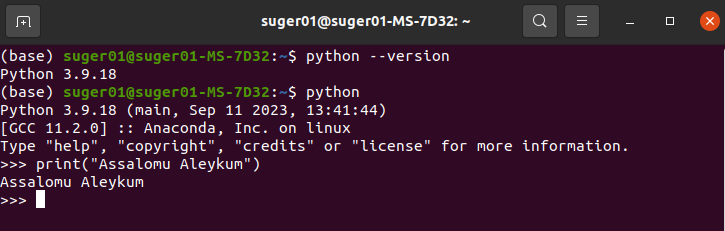 suger01@suger01-MS-7D32: ~
(base) suger01@suger01-MS-7D32:~$ python --version
Python 3.9.18
(base) suger01@suger01-MS-7D32:~$ python
Python 3.9.18 (main, Sep 11 2023, 13:41:44)
[GCC 11.2.0] :: Anaconda, Inc. on linux
Type "help", "copyright", "credits" or "license" for more information.
>>> print("Assalomu Aleykum")
Assalomu Aleykum
>>>